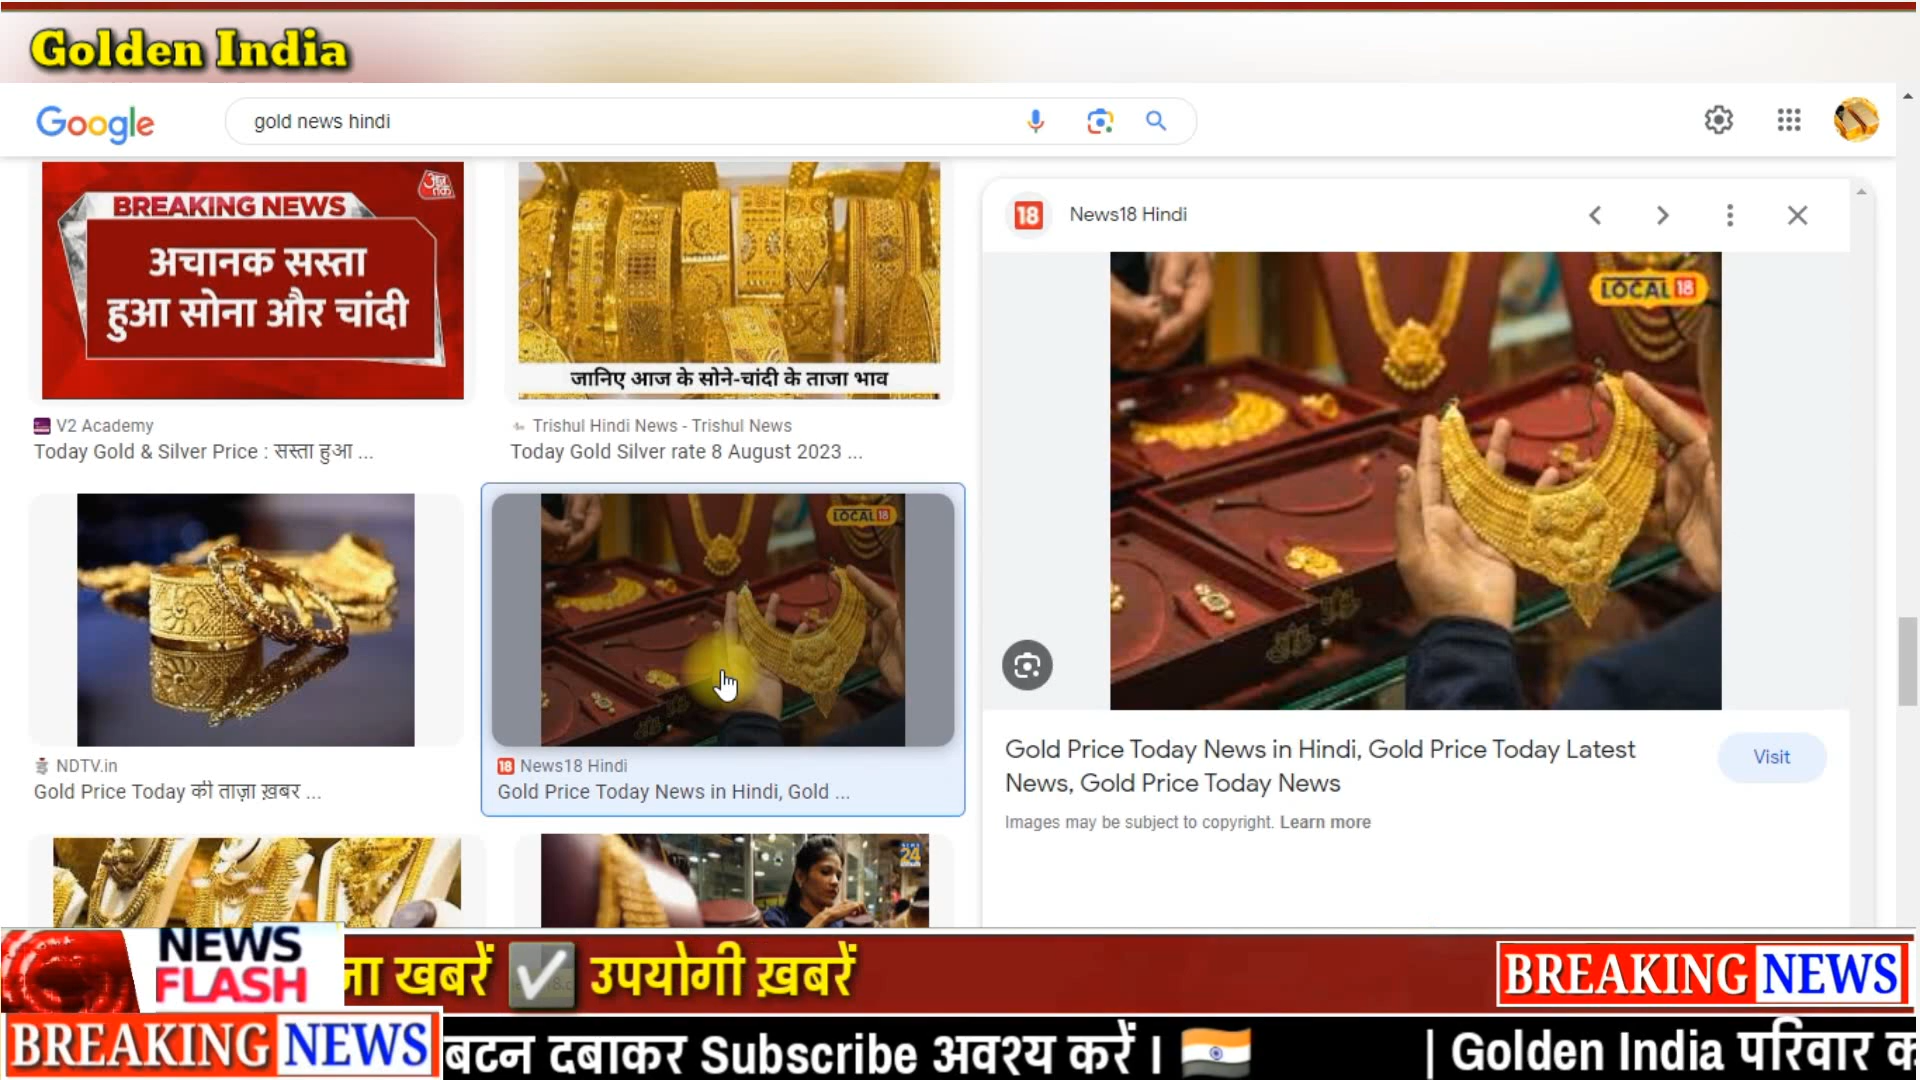 Golden India
Google
gold news hindi
BREAKING NEWS
आज तक
अचानक सस्ता
हुआ सोना और चांदी
V2 Academy
Today Gold & Silver Price : सस्ता हुआ ...
जानिए आज के सोने-चांदी के ताजा भाव
Trishul Hindi News - Trishul News
Today Gold Silver rate 8 August 2023 ...
NDTV.in
Gold Price Today की ताज़ा ख़बर ...
LOCAL 18
18 News18 Hindi
Gold Price Today News in Hindi, Gold ...
NEWS 24
18 News18 Hindi
LOCAL 18
Gold Price Today News in Hindi, Gold Price Today Latest
News, Gold Price Today News
Visit
Images may be subject to copyright. Learn more
NEWS
FLASH
खबरें ✓ उपयोगी ख़बरें
BREAKING NEWS
BREAKING NEWS
बटन दबाकर Subscribe अवश्य करें ।
| Golden India परिवार